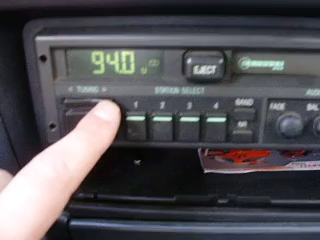 94.0
EJECT
< TUNING >
STATION SELECT
1 2 3 4
BAND
FADE
BAL